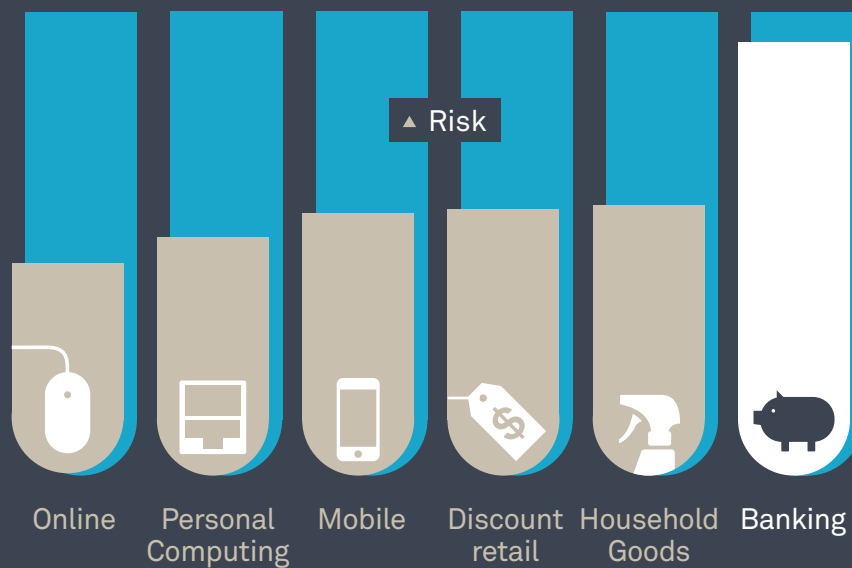 ▲ Risk
Online
Personal
Computing
Mobile
Discount
retail
Household
Goods
Banking
$